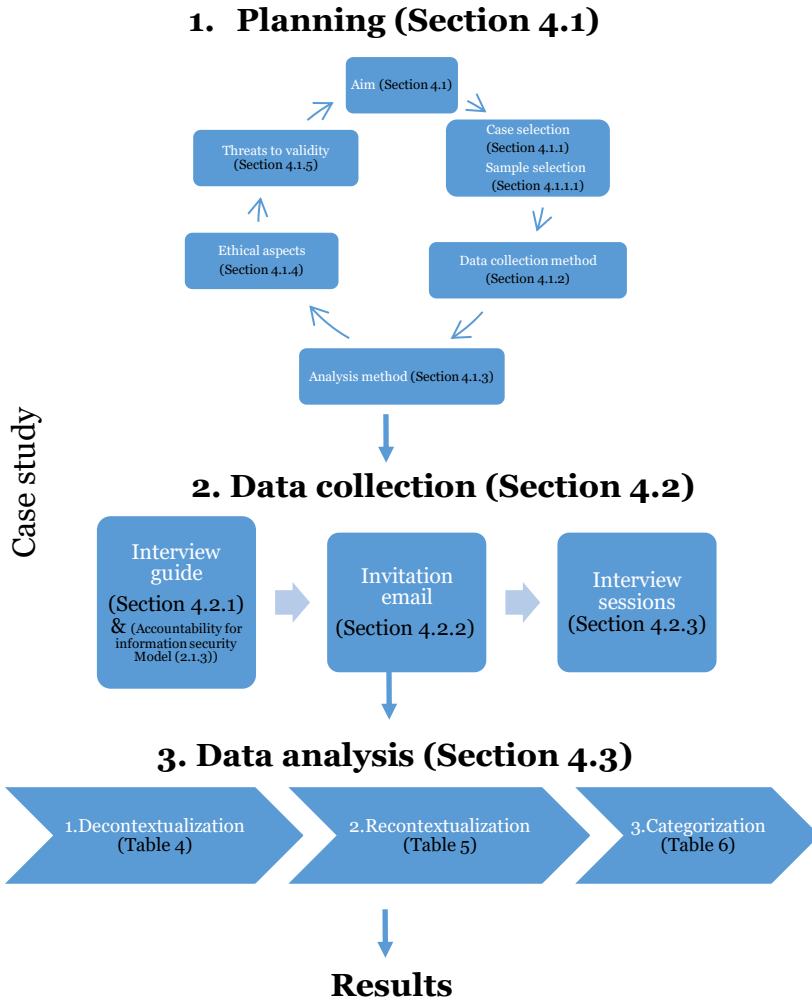 1. Planning (Section 4.1)
Aim (Section 4.1)
Case selection
(Section 4.1.1)
Sample selection
(Section 4.1.1.1)
Data collection method
(Section 4.1.2)
Analysis method (Section 4.1.3)
Ethical aspects
(Section 4.1.4)
Threats to validity
(Section 4.1.5)
Case study
2. Data collection (Section 4.2)
Interview
guide
(Section 4.2.1)
& (Accountability for
information security
Model (2.1.3))
Invitation
email
(Section 4.2.2)
Interview
sessions
(Section 4.2.3)
3. Data analysis (Section 4.3)
1.Decontextualization
(Table 4)
2.Recontextualization
(Table 5)
3.Categorization
(Table 6)
Results